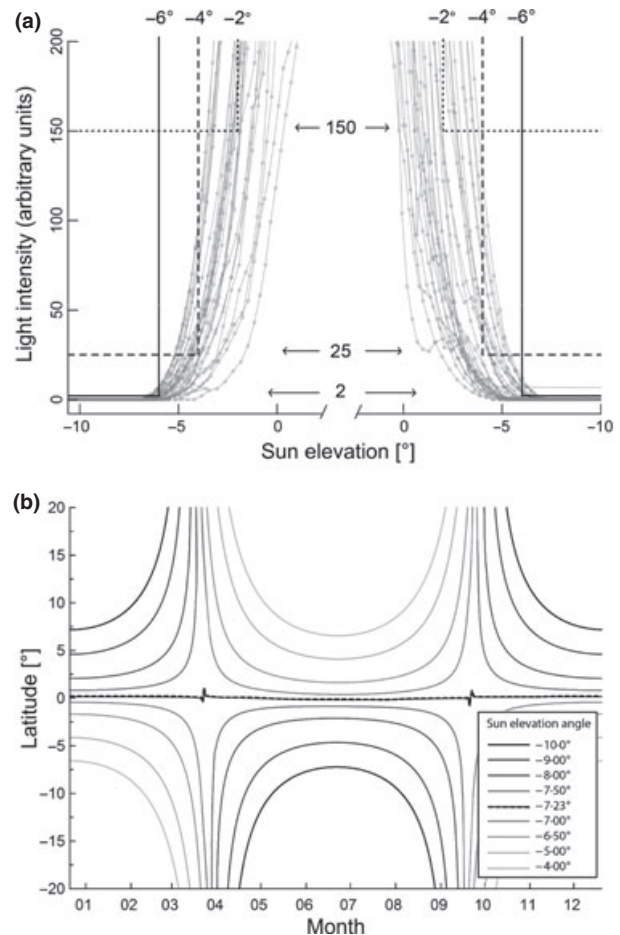 (a)
−6° −4° −2° −2° −4° −6°
Light intensity (arbitrary units)
200
150
100
50
0
150
25
2
−10 −5 0 0 −5 −10
Sun elevation [°]
(b)
Latitude [°]
20
15
10
5
0
−5
−10
−15
−20
Sun elevation angle
−10·0°
−9·00°
−8·00°
−7·50°
−7·23°
−7·00°
−6·50°
−5·00°
−4·00°
01 02 03 04 05 06 07 08 09 10 11 12
Month